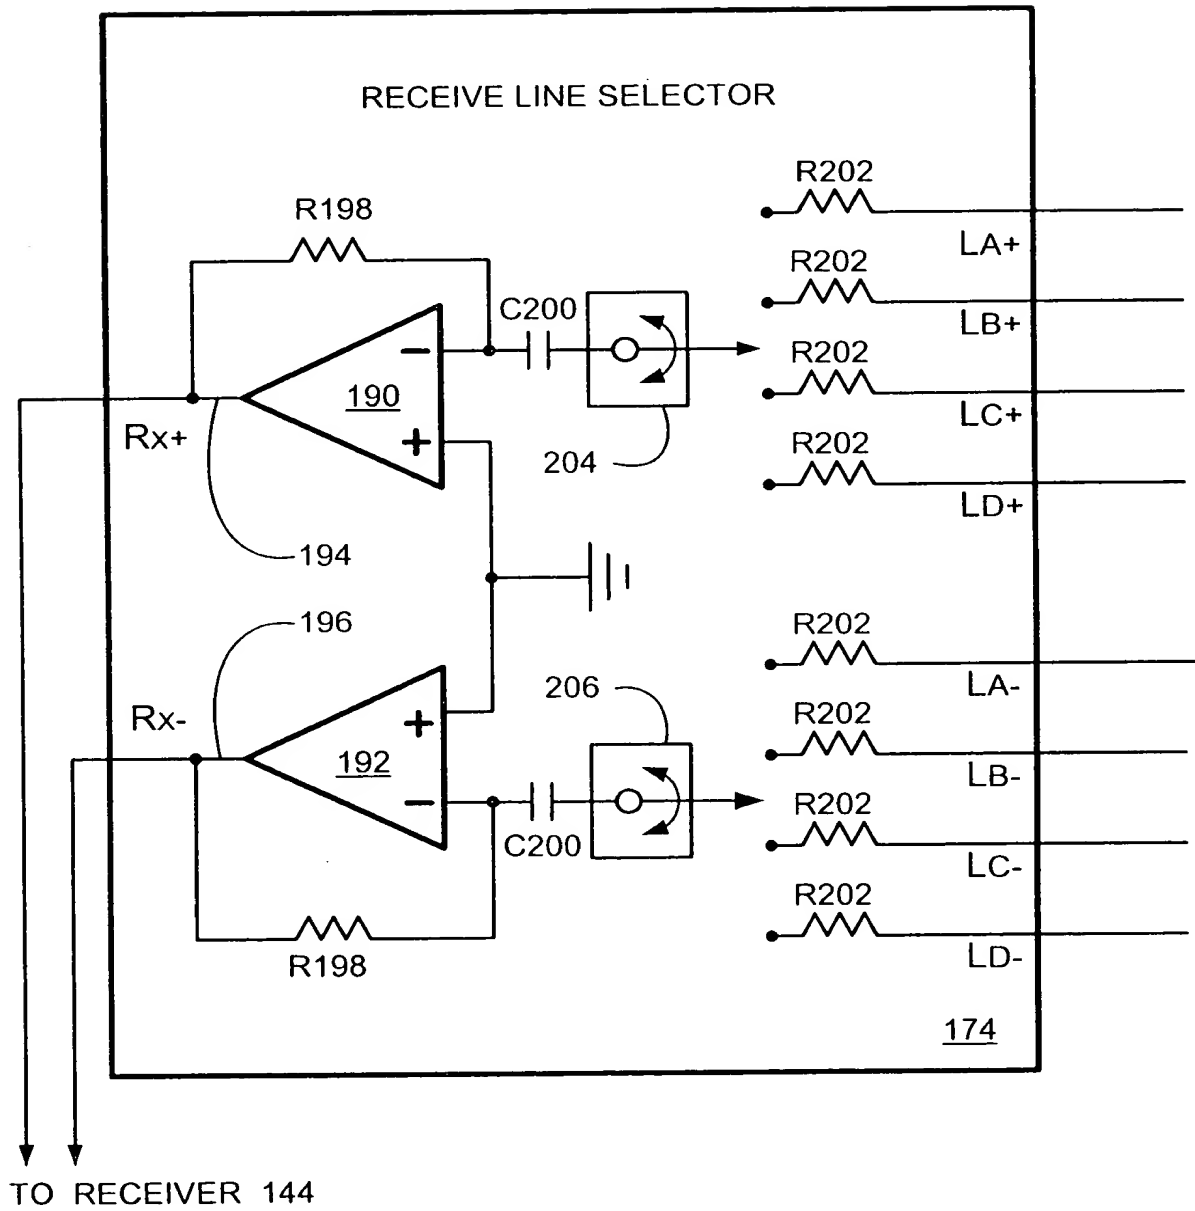 RECEIVE LINE SELECTOR
R202
R198
LA+
R202
C200
LB+
R202
−
190
Rx+
+
LC+
R202
204
LD+
194
196
R202
206
LA-
Rx-
+
R202
192
LB-
−
R202
C200
LC-
R202
R198
LD-
174
TO RECEIVER 144